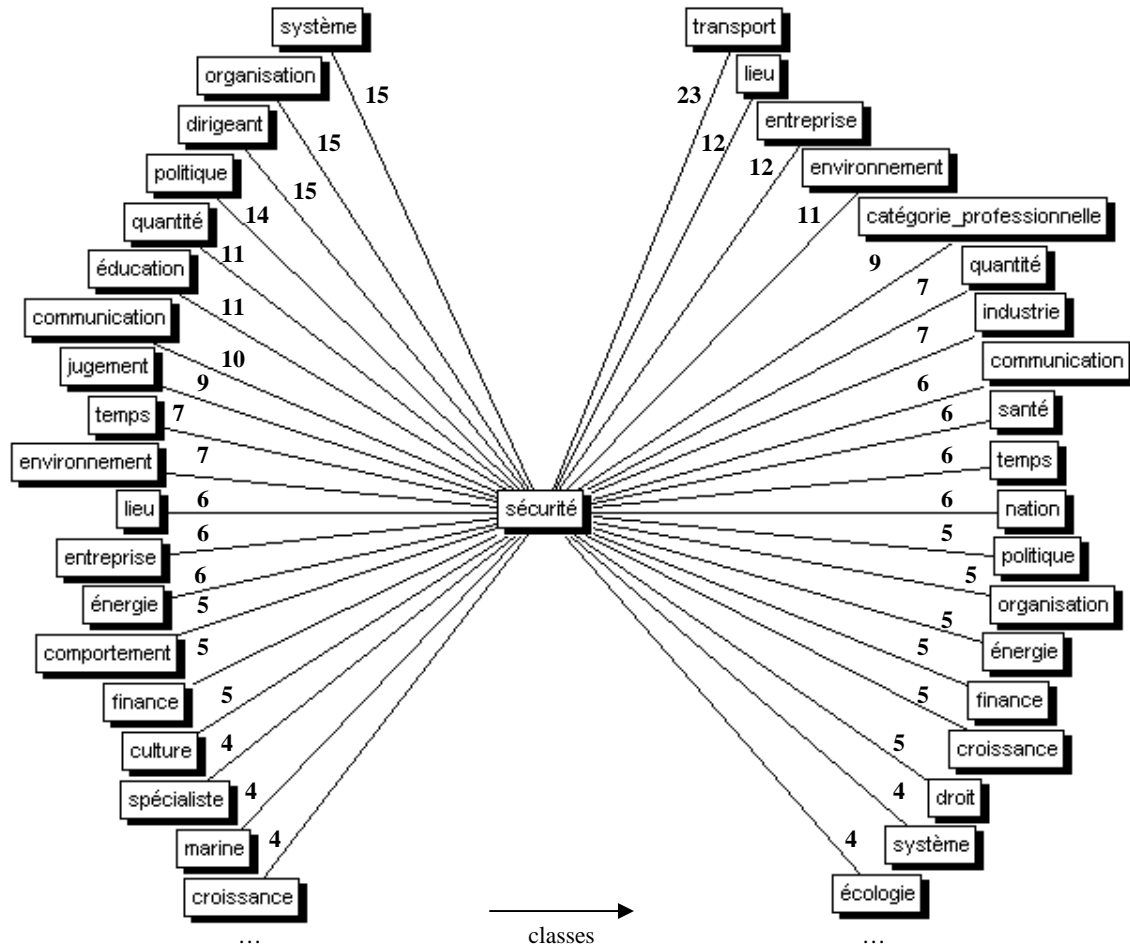 système
15
organisation
15
dirigeant
15
politique
14
quantité
11
éducation
11
communication
10
jugement
9
temps
7
environnement
7
lieu
6
entreprise
6
énergie
6
comportement
5
finance
5
culture
5
spécialiste
4
marine
4
croissance
4
…
sécurité
transport
23
lieu
12
entreprise
12
environnement
11
catégorie_professionnelle
9
quantité
7
industrie
7
communication
6
santé
6
temps
6
nation
6
politique
5
organisation
5
énergie
5
finance
5
croissance
5
droit
5
système
4
écologie
4
…
classes